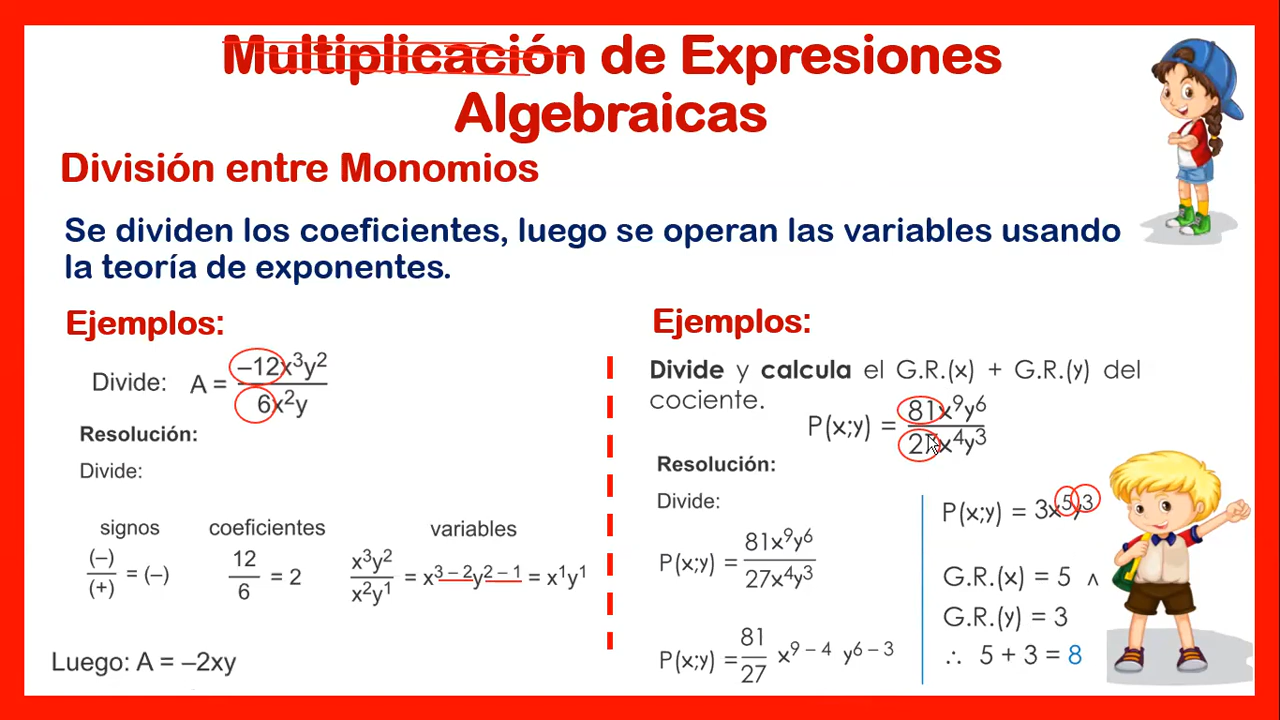 Multiplicación de Expresiones
Algebraicas
División entre Monomios
Se dividen los coeficientes, luego se operan las variables usando
la teoría de exponentes.
Ejemplos:
Divide: A = –12x³y² / 6x²y
Resolución:
Divide:
signos
(–)/(+) = (–)
coeficientes
12/6 = 2
variables
x³y²/x²y¹ = x³⁻²y²⁻¹ = x¹y¹
Luego: A = –2xy
Ejemplos:
Divide y calcula el G.R.(x) + G.R.(y) del
cociente.
P(x;y) = 81x⁹y⁶ / 27x⁴y³
Resolución:
Divide:
P(x;y) = 81x⁹y⁶ / 27x⁴y³
P(x;y) = 81/27 x⁹⁻⁴ y⁶⁻³
P(x;y) = 3x⁵y³
G.R.(x) = 5 ∧
G.R.(y) = 3
∴ 5 + 3 = 8